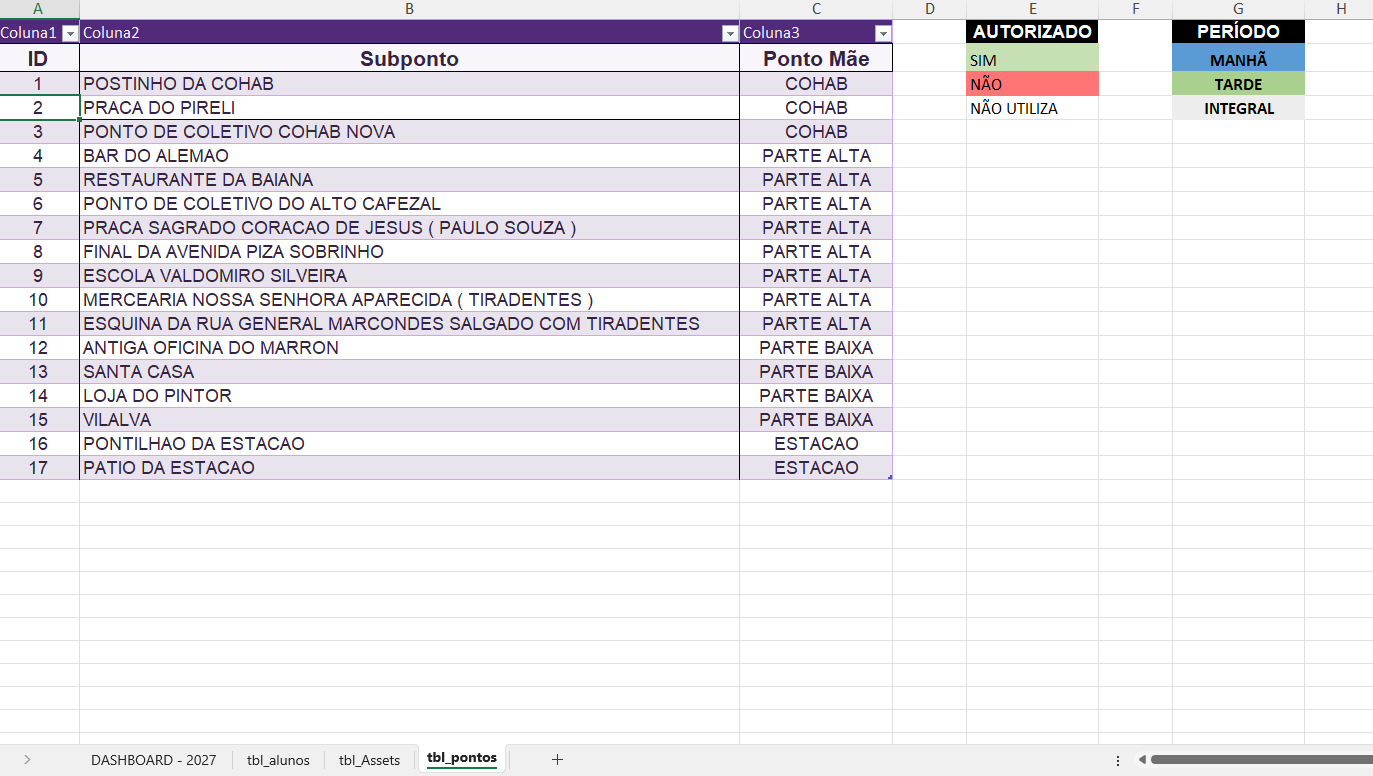 A B C D E F G H
Coluna1 Coluna2 Coluna3 AUTORIZADO PERÍODO
ID Subponto Ponto Mãe SIM MANHÃ
1 POSTINHO DA COHAB COHAB NÃO TARDE
2 PRACA DO PIRELI COHAB NÃO UTILIZA INTEGRAL
3 PONTO DE COLETIVO COHAB NOVA COHAB
4 BAR DO ALEMAO PARTE ALTA
5 RESTAURANTE DA BAIANA PARTE ALTA
6 PONTO DE COLETIVO DO ALTO CAFEZAL PARTE ALTA
7 PRACA SAGRADO CORACAO DE JESUS ( PAULO SOUZA ) PARTE ALTA
8 FINAL DA AVENIDA PIZA SOBRINHO PARTE ALTA
9 ESCOLA VALDOMIRO SILVEIRA PARTE ALTA
10 MERCEARIA NOSSA SENHORA APARECIDA ( TIRADENTES ) PARTE ALTA
11 ESQUINA DA RUA GENERAL MARCONDES SALGADO COM TIRADENTES PARTE ALTA
12 ANTIGA OFICINA DO MARRON PARTE BAIXA
13 SANTA CASA PARTE BAIXA
14 LOJA DO PINTOR PARTE BAIXA
15 VILALVA PARTE BAIXA
16 PONTILHAO DA ESTACAO ESTACAO
17 PATIO DA ESTACAO ESTACAO
DASHBOARD - 2027 tbl_alunos tbl_Assets tbl_pontos